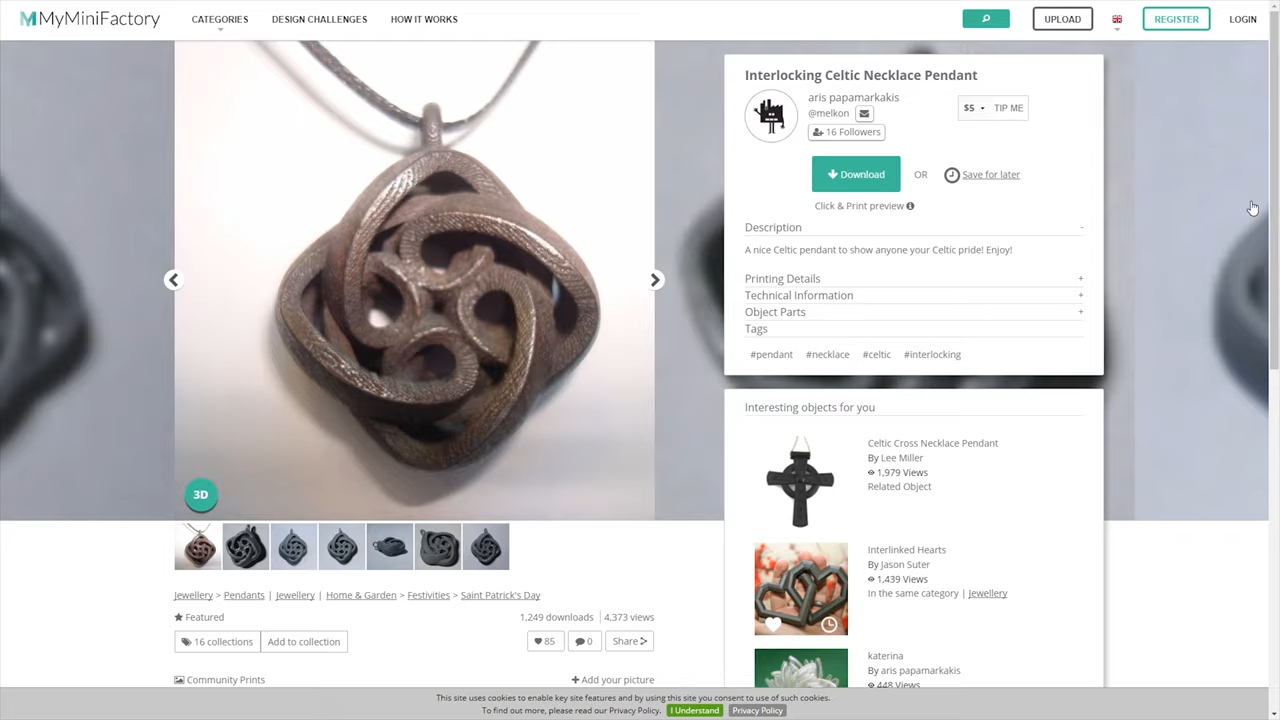 MyMiniFactory
CATEGORIES
DESIGN CHALLENGES
HOW IT WORKS
UPLOAD
REGISTER
LOGIN
Interlocking Celtic Necklace Pendant
aris papamarkakis
@melkon
16 Followers
$5
TIP ME
Download
OR
Save for later
Click & Print preview
Description -
A nice Celtic pendant to show anyone your Celtic pride! Enjoy!
Printing Details +
Technical Information +
Object Parts +
Tags
#pendant #necklace #celtic #interlocking
3D
Jewellery > Pendants | Jewellery | Home & Garden > Festivities > Saint Patrick's Day
Featured
1,249 downloads | 4,373 views
16 collections
Add to collection
85
0
Share
Community Prints
+ Add your picture
Interesting objects for you
Celtic Cross Necklace Pendant
By Lee Miller
1,979 Views
Related Object
Interlinked Hearts
By Jason Suter
1,439 Views
In the same category | Jewellery
katerina
By aris papamarkakis
448 Views
This site uses cookies to enable key site features and by using this site you consent to use of such cookies.
To find out more, please read our Privacy Policy. I Understand Privacy Policy